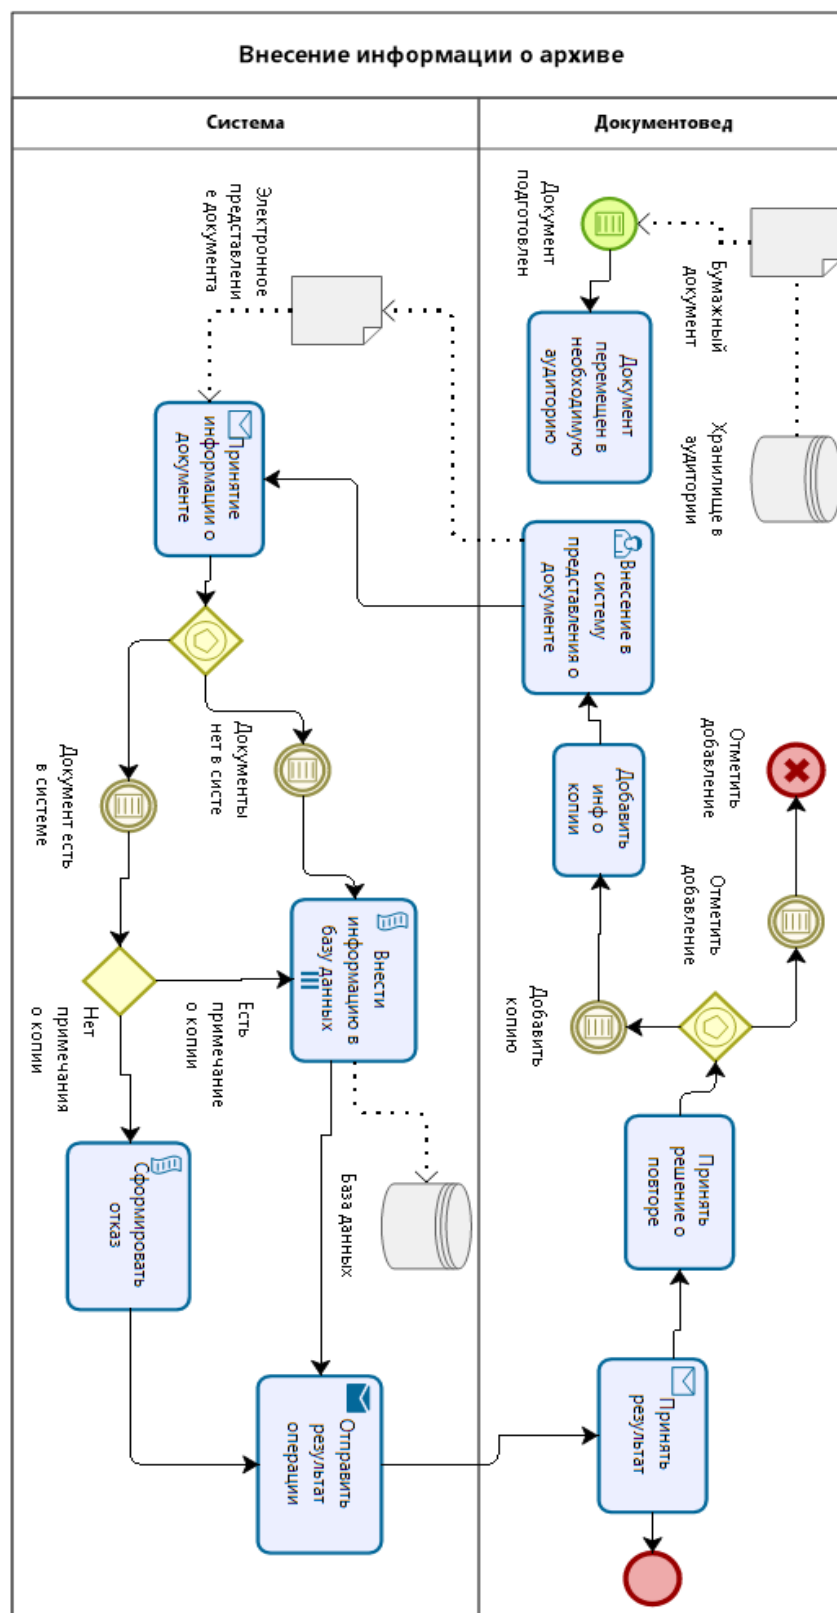 Внесение информации о архиве
Система
Документовед
Документ
подготовлен
Бумажный
документ
Хранилище в
аудитории
Документ
перемещен в
необходимую
аудиторию
Электронное
представлени
е документа
Принятие
информации о
документе
Внесение в
систему
представления о
документе
Добавить
инф о
копии
Отметить
добавление
Отметить
добавление
Добавить
копию
Документы
нет в систе
Документ есть
в системе
Внести
информацию в
базу данных
Есть
примечание
о копии
Нет
примечания
о копии
База данных
Сформировать
отказ
Отправить
результат
операции
Принять
решение о
повторе
Принять
результат